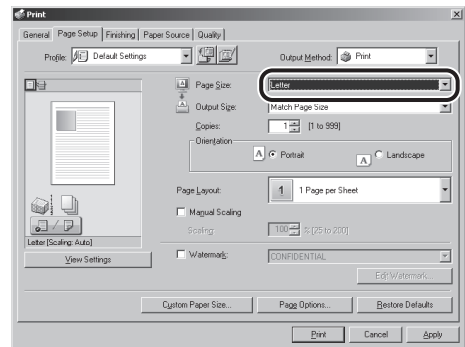 Print
General Page Setup Finishing Paper Source Quality
Profile: Default Settings Output Method: Print
Page Size: Letter
Output Size: Match Page Size
Copies: 1 [1 to 999]
Orientation
A Portrait A Landscape
Page Layout: 1 1 Page per Sheet
Manual Scaling
Scaling: 100 % [25 to 200]
Letter [Scaling: Auto]
View Settings
Watermark: CONFIDENTIAL
Edit Watermark...
Custom Paper Size... Page Options... Restore Defaults
Print Cancel Apply